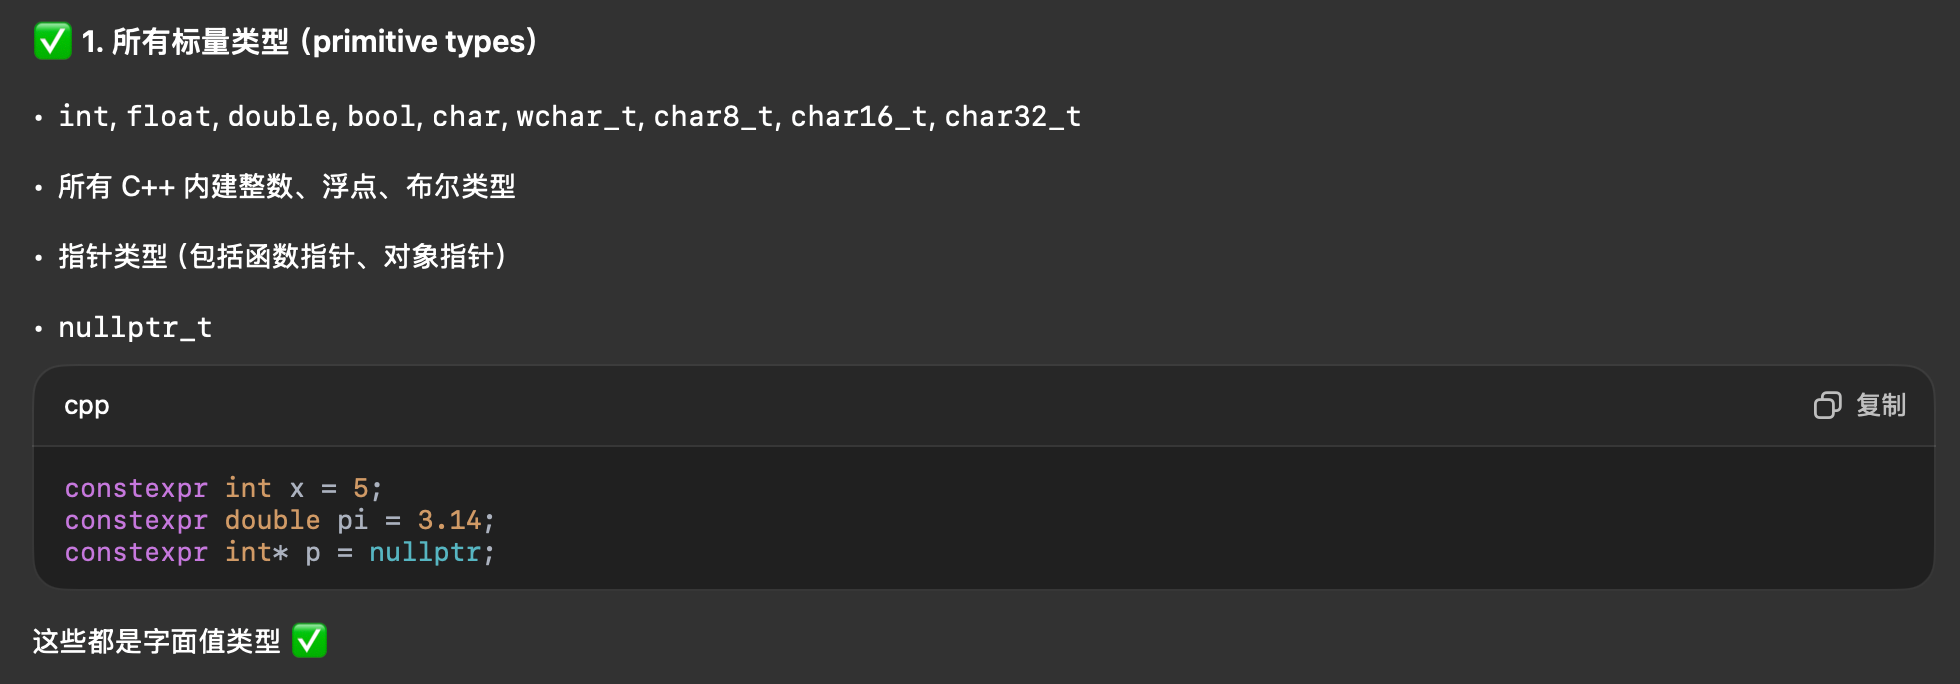 ✅ 1. 所有标量类型 (primitive types)
• int, float, double, bool, char, wchar_t, char8_t, char16_t, char32_t
• 所有 C++ 内建整数、浮点、布尔类型
• 指针类型 (包括函数指针、对象指针)
• nullptr_t
cpp
复制
constexpr int x = 5;
constexpr double pi = 3.14;
constexpr int* p = nullptr;
这些都是字面值类型 ✅